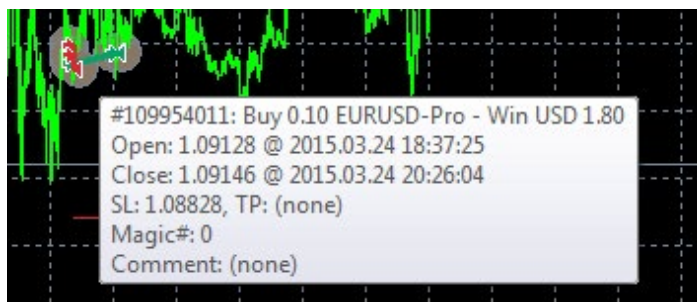 #109954011: Buy 0.10 EURUSD-Pro - Win USD 1.80
Open: 1.09128 @ 2015.03.24 18:37:25
Close: 1.09146 @ 2015.03.24 20:26:04
SL: 1.08828, TP: (none)
Magic#: 0
Comment: (none)